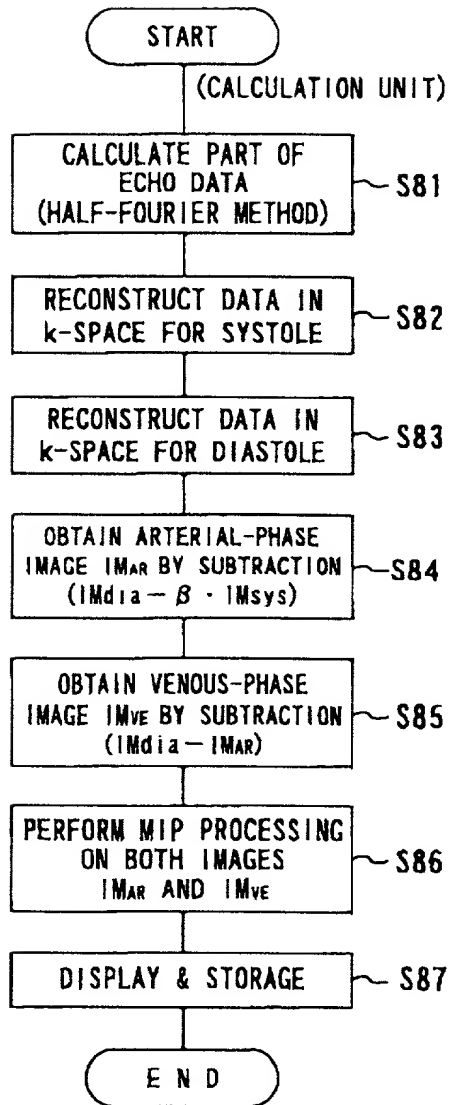 START
(CALCULATION UNIT)
CALCULATE PART OF
ECHO DATA
(HALF-FOURIER METHOD)
S81
RECONSTRUCT DATA IN
k-SPACE FOR SYSTOLE
S82
RECONSTRUCT DATA IN
k-SPACE FOR DIASTOLE
S83
OBTAIN ARTERIAL-PHASE
IMAGE IMAR BY SUBTRACTION
(IMdia-β・IMsys)
S84
OBTAIN VENOUS-PHASE
IMAGE IMVE BY SUBTRACTION
(IMdia-IMAR)
S85
PERFORM MIP PROCESSING
ON BOTH IMAGES
IMAR AND IMVE
S86
DISPLAY & STORAGE
S87
END